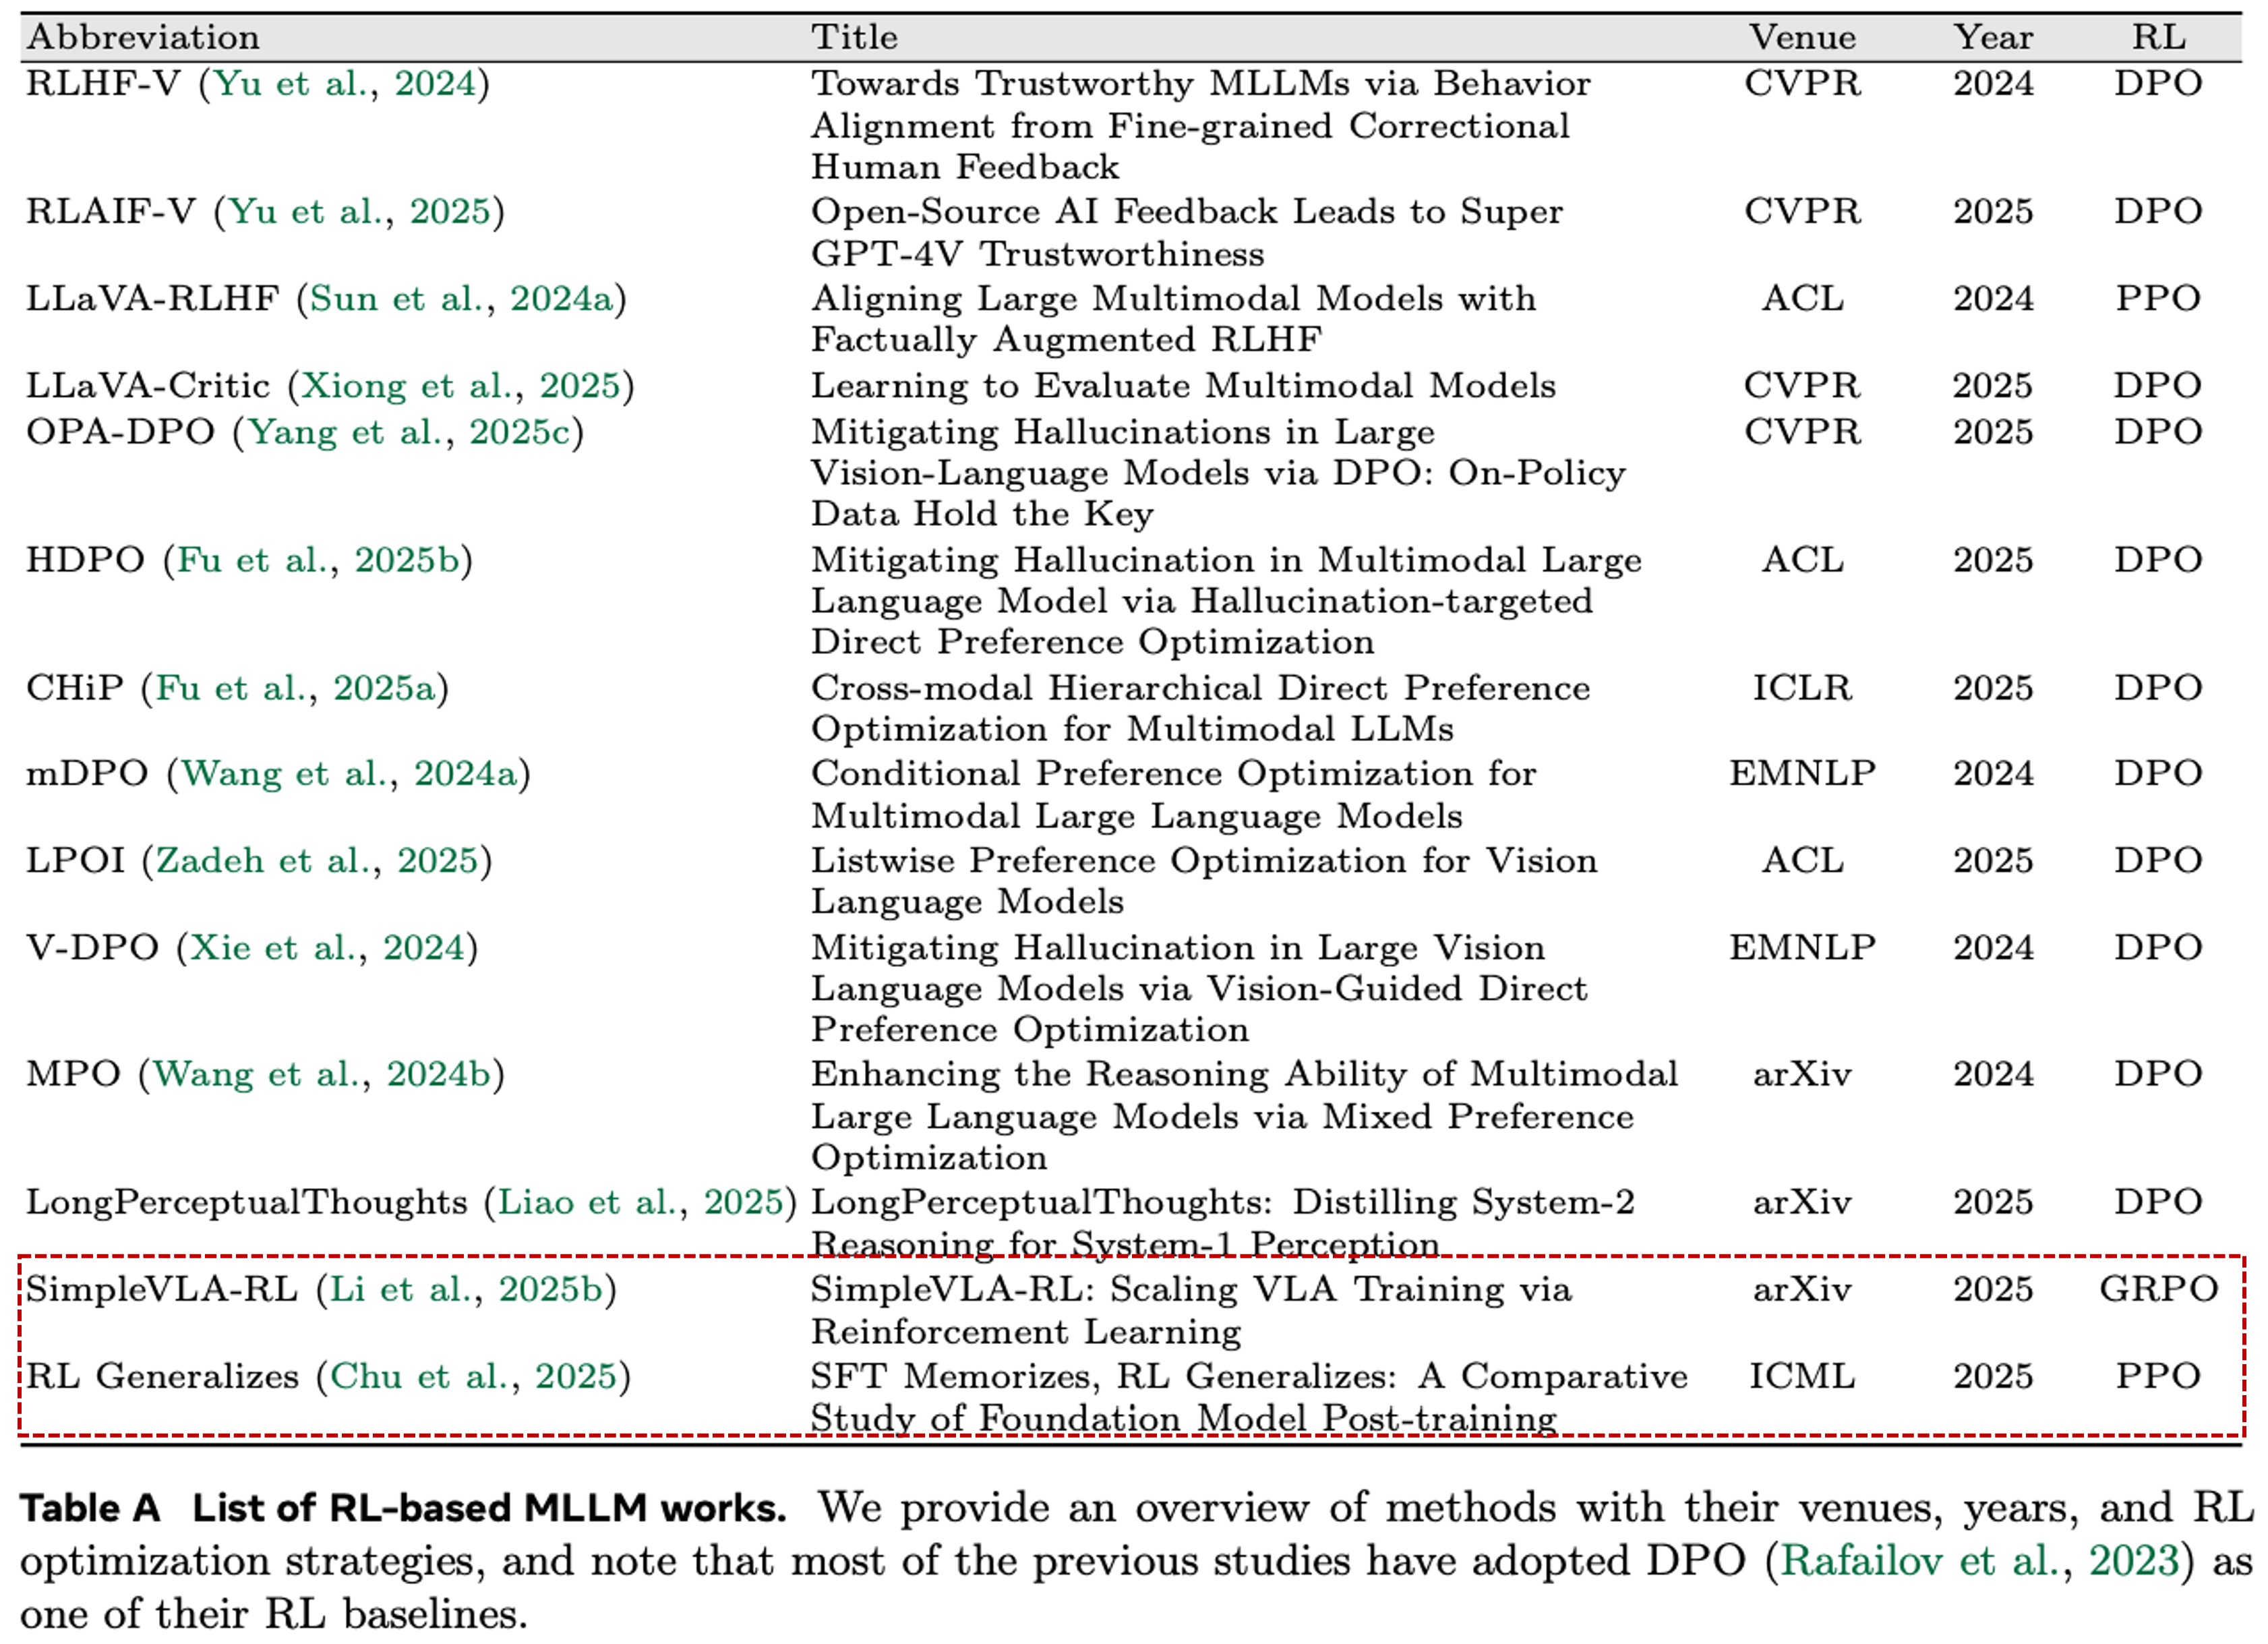 Abbreviation Title Venue Year RL
RLHF-V (Yu et al., 2024) Towards Trustworthy MLLMs via Behavior CVPR 2024 DPO
Alignment from Fine-grained Correctional
Human Feedback
RLAIF-V (Yu et al., 2025) Open-Source AI Feedback Leads to Super CVPR 2025 DPO
GPT-4V Trustworthiness
LLaVA-RLHF (Sun et al., 2024a) Aligning Large Multimodal Models with ACL 2024 PPO
Factually Augmented RLHF
LLaVA-Critic (Xiong et al., 2025) Learning to Evaluate Multimodal Models CVPR 2025 DPO
OPA-DPO (Yang et al., 2025c) Mitigating Hallucinations in Large CVPR 2025 DPO
Vision-Language Models via DPO: On-Policy
Data Hold the Key
HDPO (Fu et al., 2025b) Mitigating Hallucination in Multimodal Large ACL 2025 DPO
Language Model via Hallucination-targeted
Direct Preference Optimization
CHiP (Fu et al., 2025a) Cross-modal Hierarchical Direct Preference ICLR 2025 DPO
Optimization for Multimodal LLMs
mDPO (Wang et al., 2024a) Conditional Preference Optimization for EMNLP 2024 DPO
Multimodal Large Language Models
LPOI (Zadeh et al., 2025) Listwise Preference Optimization for Vision ACL 2025 DPO
Language Models
V-DPO (Xie et al., 2024) Mitigating Hallucination in Large Vision EMNLP 2024 DPO
Language Models via Vision-Guided Direct
Preference Optimization
MPO (Wang et al., 2024b) Enhancing the Reasoning Ability of Multimodal arXiv 2024 DPO
Large Language Models via Mixed Preference
Optimization
LongPerceptualThoughts (Liao et al., 2025) LongPerceptualThoughts: Distilling System-2 arXiv 2025 DPO
Reasoning for System-1 Perception
SimpleVLA-RL (Li et al., 2025b) SimpleVLA-RL: Scaling VLA Training via arXiv 2025 GRPO
Reinforcement Learning
RL Generalizes (Chu et al., 2025) SFT Memorizes, RL Generalizes: A Comparative ICML 2025 PPO
Study of Foundation Model Post-training
Table A List of RL-based MLLM works. We provide an overview of methods with their venues, years, and RL
optimization strategies, and note that most of the previous studies have adopted DPO (Rafailov et al., 2023) as
one of their RL baselines.